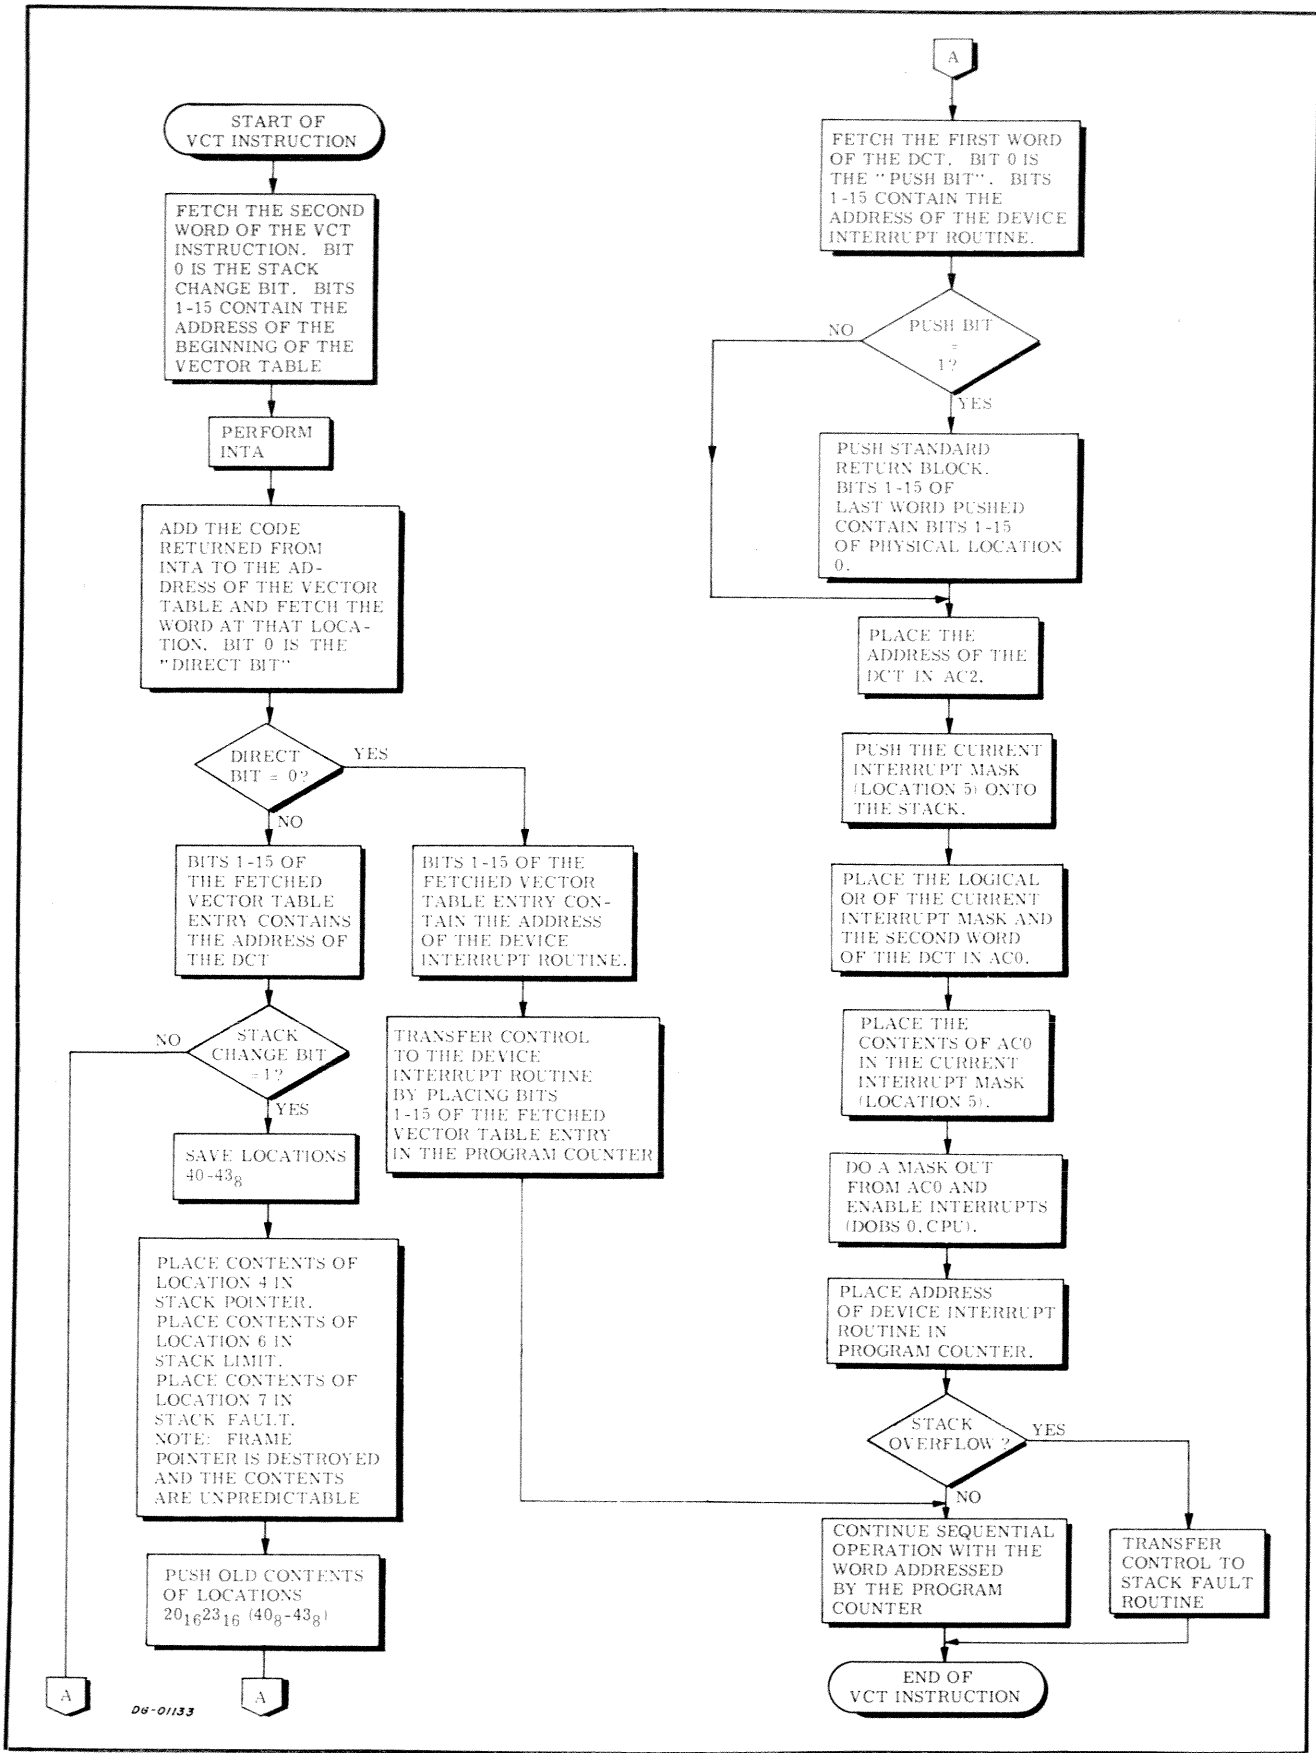 START OF
VCT INSTRUCTION
FETCH THE SECOND
WORD OF THE VCT
INSTRUCTION. BIT
0 IS THE STACK
CHANGE BIT. BITS
1-15 CONTAIN THE
ADDRESS OF THE
BEGINNING OF THE
VECTOR TABLE
PERFORM
INTA
ADD THE CODE
RETURNED FROM
INTA TO THE AD-
DRESS OF THE VECTOR
TABLE AND FETCH THE
WORD AT THAT LOCA-
TION. BIT 0 IS THE
"DIRECT BIT"
DIRECT
BIT = 0?
YES
NO
BITS 1-15 OF
THE FETCHED
VECTOR TABLE
ENTRY CONTAINS
THE ADDRESS OF
THE DCT
BITS 1-15 OF THE
FETCHED VECTOR
TABLE ENTRY CON-
TAIN THE ADDRESS
OF THE DEVICE
INTERRUPT ROUTINE.
STACK
CHANGE BIT
=1?
NO
YES
TRANSFER CONTROL
TO THE DEVICE
INTERRUPT ROUTINE
BY PLACING BITS
1-15 OF THE FETCHED
VECTOR TABLE ENTRY
IN THE PROGRAM COUNTER
SAVE LOCATIONS
40-43₈
PLACE CONTENTS OF
LOCATION 4 IN
STACK POINTER.
PLACE CONTENTS OF
LOCATION 6 IN
STACK LIMIT.
PLACE CONTENTS OF
LOCATION 7 IN
STACK FAULT.
NOTE: FRAME
POINTER IS DESTROYED
AND THE CONTENTS
ARE UNPREDICTABLE
PUSH OLD CONTENTS
OF LOCATIONS
20₁₆23₁₆ (40₈-43₈)
A
A
DG-01133
A
FETCH THE FIRST WORD
OF THE DCT. BIT 0 IS
THE "PUSH BIT". BITS
1-15 CONTAIN THE
ADDRESS OF THE DEVICE
INTERRUPT ROUTINE.
PUSH BIT
=
1?
NO
YES
PUSH STANDARD
RETURN BLOCK.
BITS 1-15 OF
LAST WORD PUSHED
CONTAIN BITS 1-15
OF PHYSICAL LOCATION
0.
PLACE THE
ADDRESS OF THE
DCT IN AC2.
PUSH THE CURRENT
INTERRUPT MASK
(LOCATION 5) ONTO
THE STACK.
PLACE THE LOGICAL
OR OF THE CURRENT
INTERRUPT MASK AND
THE SECOND WORD
OF THE DCT IN AC0.
PLACE THE
CONTENTS OF AC0
IN THE CURRENT
INTERRUPT MASK
(LOCATION 5).
DO A MASK OUT
FROM AC0 AND
ENABLE INTERRUPTS
(DOBS 0, CPU).
PLACE ADDRESS
OF DEVICE INTERRUPT
ROUTINE IN
PROGRAM COUNTER.
STACK
OVERFLOW ?
YES
NO
CONTINUE SEQUENTIAL
OPERATION WITH THE
WORD ADDRESSED
BY THE PROGRAM
COUNTER
TRANSFER
CONTROL TO
STACK FAULT
ROUTINE
END OF
VCT INSTRUCTION